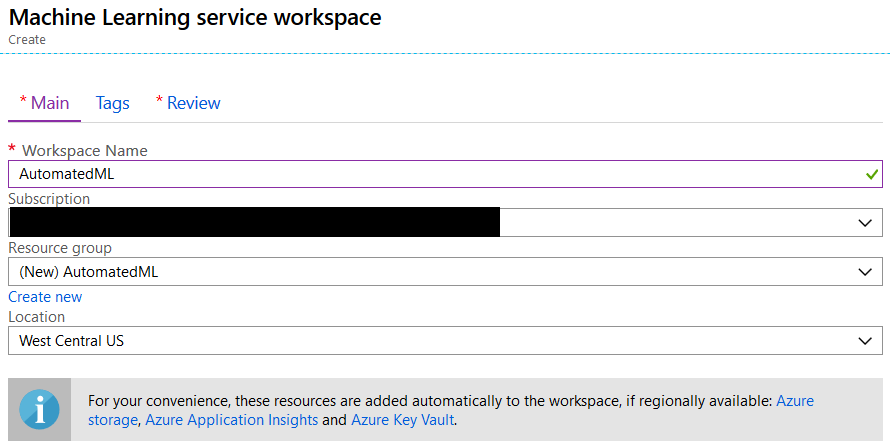 Machine Learning service workspace
Create
* Main Tags * Review
* Workspace Name
AutomatedML
Subscription
Resource group
(New) AutomatedML
Create new
Location
West Central US
For your convenience, these resources are added automatically to the workspace, if regionally available: Azure
storage, Azure Application Insights and Azure Key Vault.